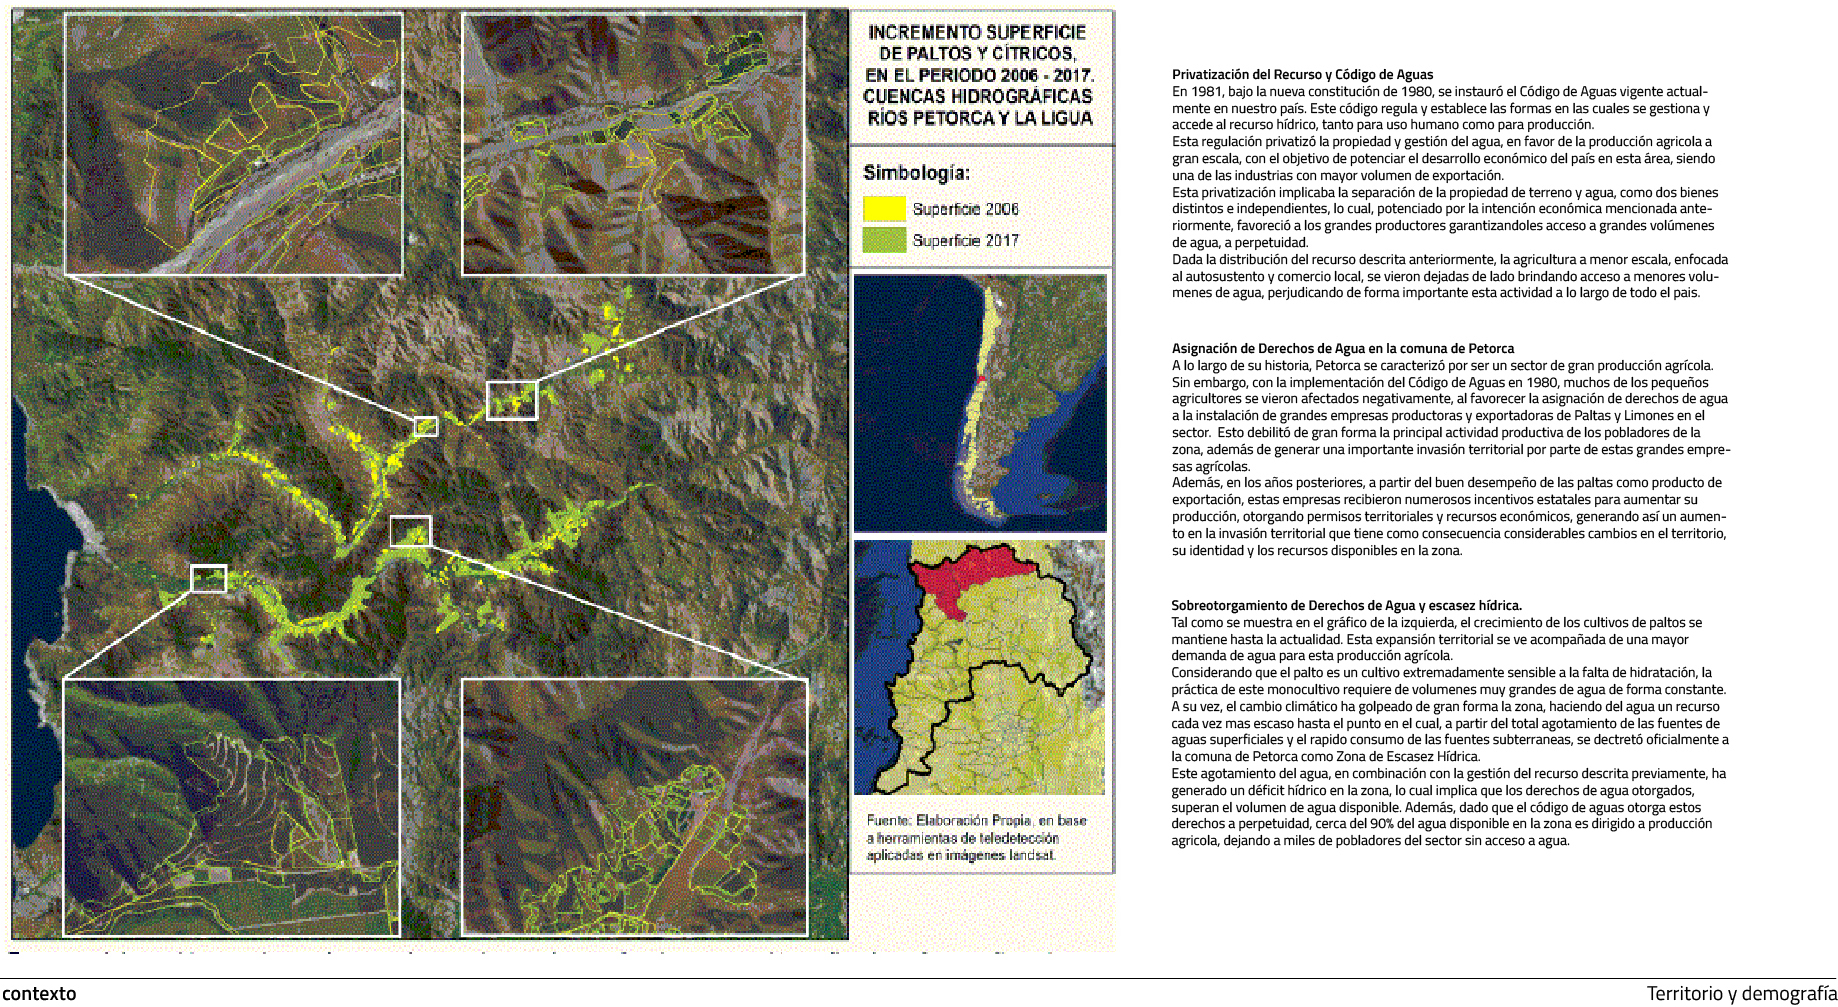 INCREMENTO SUPERFICIE
DE PALTOS Y CÍTRICOS,
EN EL PERIODO 2006 - 2017.
CUENCAS HIDROGRÁFICAS
RÍOS PETORCA Y LA LIGUA
Simbología:
Superficie 2006
Superficie 2017
Fuente: Elaboración Propia, en base
a herramientas de teledetección
aplicadas en imágenes landsat.
Privatización del Recurso y Código de Aguas
En 1981, bajo la nueva constitución de 1980, se instauró el Código de Aguas vigente actual-
mente en nuestro país. Este código regula y establece las formas en las cuales se gestiona y
accede al recurso hídrico, tanto para uso humano como para producción.
Esta regulación privatizó la propiedad y gestión del agua, en favor de la producción agricola a
gran escala, con el objetivo de potenciar el desarrollo económico del país en esta área, siendo
una de las industrias con mayor volumen de exportación.
Esta privatización implicaba la separación de la propiedad de terreno y agua, como dos bienes
distintos e independientes, lo cual, potenciado por la intención económica mencionada ante-
riormente, favoreció a los grandes productores garantizandoles acceso a grandes volúmenes
de agua, a perpetuidad.
Dada la distribución del recurso descrita anteriormente, la agricultura a menor escala, enfocada
al autosustento y comercio local, se vieron dejadas de lado brindando acceso a menores volu-
menes de agua, perjudicando de forma importante esta actividad a lo largo de todo el pais.
Asignación de Derechos de Agua en la comuna de Petorca
A lo largo de su historia, Petorca se caracterizó por ser un sector de gran producción agrícola.
Sin embargo, con la implementación del Código de Aguas en 1980, muchos de los pequeños
agricultores se vieron afectados negativamente, al favorecer la asignación de derechos de agua
a la instalación de grandes empresas productoras y exportadoras de Paltas y Limones en el
sector. Esto debilitó de gran forma la principal actividad productiva de los pobladores de la
zona, además de generar una importante invasión territorial por parte de estas grandes empre-
sas agrícolas.
Además, en los años posteriores, a partir del buen desempeño de las paltas como producto de
exportación, estas empresas recibieron numerosos incentivos estatales para aumentar su
producción, otorgando permisos territoriales y recursos económicos, generando así un aumen-
to en la invasión territorial que tiene como consecuencia considerables cambios en el territorio,
su identidad y los recursos disponibles en la zona.
Sobreotorgamiento de Derechos de Agua y escasez hídrica.
Tal como se muestra en el gráfico de la izquierda, el crecimiento de los cultivos de paltos se
mantiene hasta la actualidad. Esta expansión territorial se ve acompañada de una mayor
demanda de agua para esta producción agrícola.
Considerando que el palto es un cultivo extremadamente sensible a la falta de hidratación, la
práctica de este monocultivo requiere de volumenes muy grandes de agua de forma constante.
A su vez, el cambio climático ha golpeado de gran forma la zona, haciendo del agua un recurso
cada vez mas escaso hasta el punto en el cual, a partir del total agotamiento de las fuentes de
aguas superficiales y el rapido consumo de las fuentes subterraneas, se dectretó oficialmente a
la comuna de Petorca como Zona de Escasez Hídrica.
Este agotamiento del agua, en combinación con la gestión del recurso descrita previamente, ha
generado un déficit hídrico en la zona, lo cual implica que los derechos de agua otorgados,
superan el volumen de agua disponible. Además, dado que el código de aguas otorga estos
derechos a perpetuidad, cerca del 90% del agua disponible en la zona es dirigido a producción
agricola, dejando a miles de pobladores del sector sin acceso a agua.
contexto
Territorio y demografía